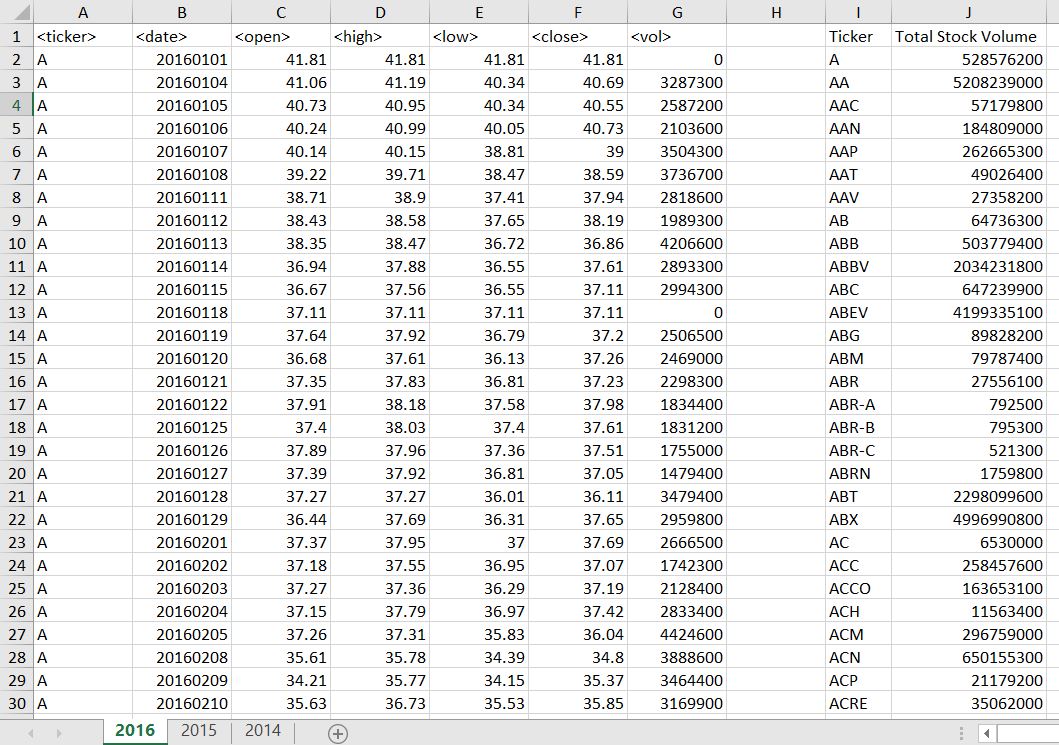 A B C D E F G H I J
1 <ticker> <date> <open> <high> <low> <close> <vol> Ticker Total Stock Volume
2 A 20160101 41.81 41.81 41.81 41.81 0 A 528576200
3 A 20160104 41.06 41.19 40.34 40.69 3287300 AA 5208239000
4 A 20160105 40.73 40.95 40.34 40.55 2587200 AAC 57179800
5 A 20160106 40.24 40.99 40.05 40.73 2103600 AAN 184809000
6 A 20160107 40.14 40.15 38.81 39 3504300 AAP 262665300
7 A 20160108 39.22 39.71 38.47 38.59 3736700 AAT 49026400
8 A 20160111 38.71 38.9 37.41 37.94 2818600 AAV 27358200
9 A 20160112 38.43 38.58 37.65 38.19 1989300 AB 64736300
10 A 20160113 38.35 38.47 36.72 36.86 4206600 ABB 503779400
11 A 20160114 36.94 37.88 36.55 37.61 2893300 ABBV 2034231800
12 A 20160115 36.67 37.56 36.55 37.11 2994300 ABC 647239900
13 A 20160118 37.11 37.11 37.11 37.11 0 ABEV 4199335100
14 A 20160119 37.64 37.92 36.79 37.2 2506500 ABG 89828200
15 A 20160120 36.68 37.61 36.13 37.26 2469000 ABM 79787400
16 A 20160121 37.35 37.83 36.81 37.23 2298300 ABR 27556100
17 A 20160122 37.91 38.18 37.58 37.98 1834400 ABR-A 792500
18 A 20160125 37.4 38.03 37.4 37.61 1831200 ABR-B 795300
19 A 20160126 37.89 37.96 37.36 37.51 1755000 ABR-C 521300
20 A 20160127 37.39 37.92 36.81 37.05 1479400 ABRN 1759800
21 A 20160128 37.27 37.27 36.01 36.11 3479400 ABT 2298099600
22 A 20160129 36.44 37.69 36.31 37.65 2959800 ABX 4996990800
23 A 20160201 37.37 37.95 37 37.69 2666500 AC 6530000
24 A 20160202 37.18 37.55 36.95 37.07 1742300 ACC 258457600
25 A 20160203 37.27 37.36 36.29 37.19 2128400 ACCO 163653100
26 A 20160204 37.15 37.79 36.97 37.42 2833400 ACH 11563400
27 A 20160205 37.26 37.31 35.83 36.04 4424600 ACM 296759000
28 A 20160208 35.61 35.78 34.39 34.8 3888600 ACN 650155300
29 A 20160209 34.21 35.77 34.15 35.37 3464400 ACP 21179200
30 A 20160210 35.63 36.73 35.53 35.85 3169900 ACRE 35062000
2016 2015 2014